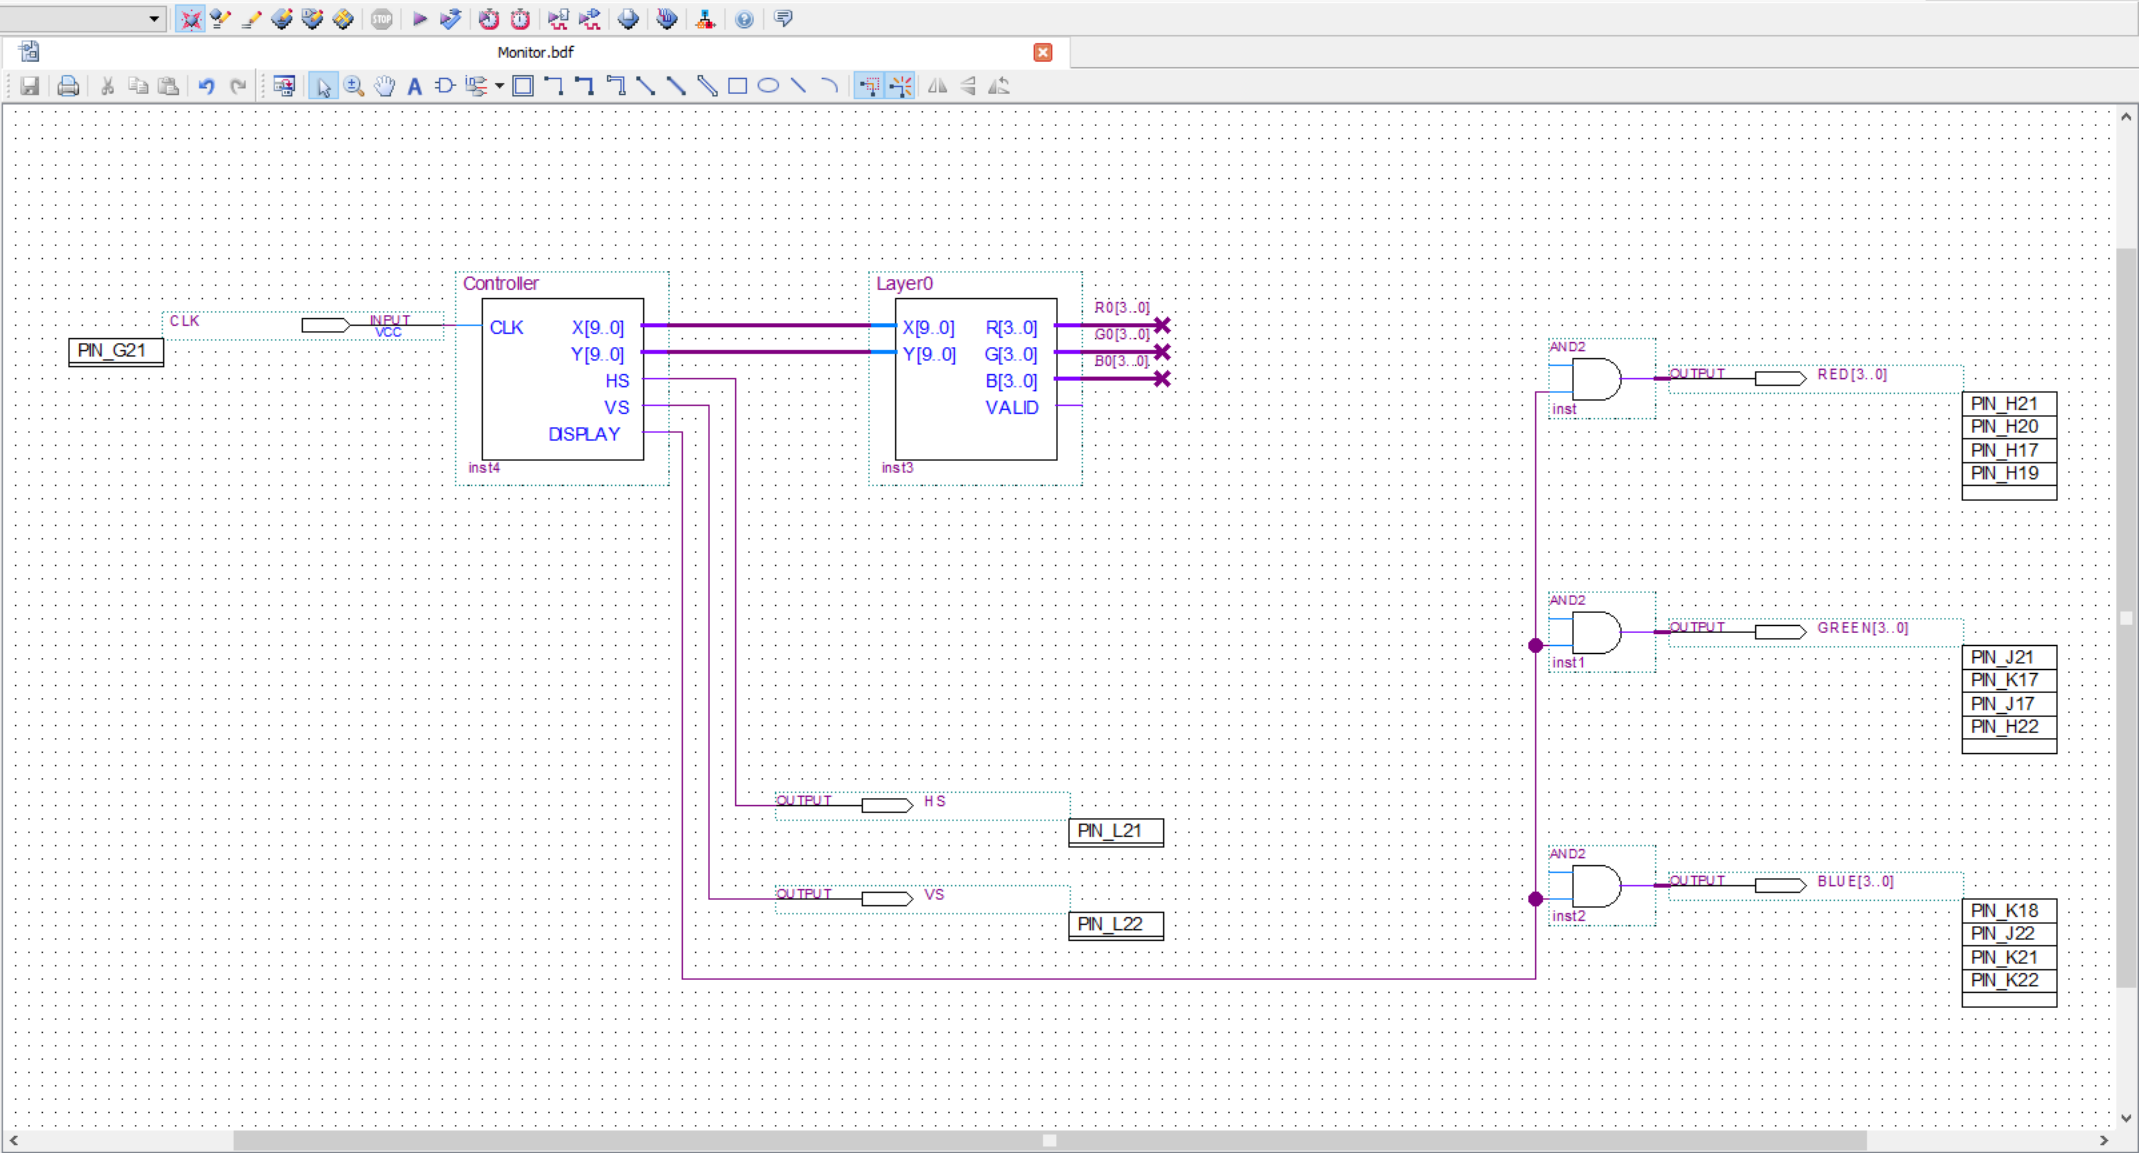 STOP
Monitor.bdf
A
Controller
CLK
X[9..0]
Y[9..0]
HS
VS
DISPLAY
inst4
CLK
INPUT
VCC
PIN_G21
Layer0
X[9..0]
Y[9..0]
R[3..0]
G[3..0]
B[3..0]
VALID
inst3
R0[3..0]
G0[3..0]
B0[3..0]
AND2
inst
OUTPUT
RED[3..0]
PIN_H21
PIN_H20
PIN_H17
PIN_H19
AND2
inst1
OUTPUT
GREEN[3..0]
PIN_J21
PIN_K17
PIN_J17
PIN_H22
OUTPUT
HS
PIN_L21
OUTPUT
VS
PIN_L22
AND2
inst2
OUTPUT
BLUE[3..0]
PIN_K18
PIN_J22
PIN_K21
PIN_K22